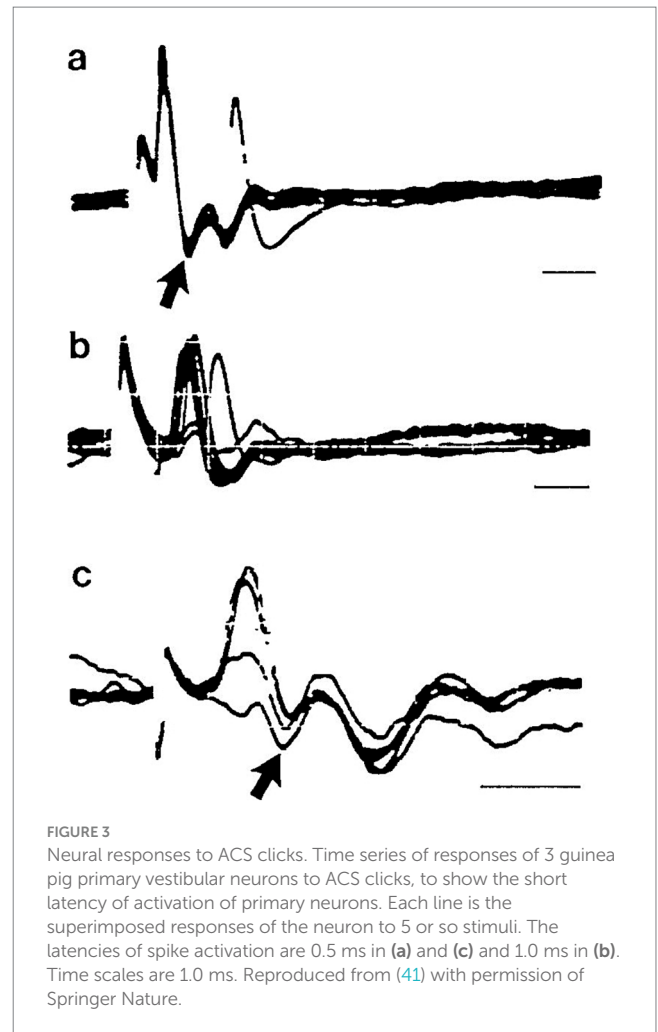 a
b
c
FIGURE 3
Neural responses to ACS clicks. Time series of responses of 3 guinea
pig primary vestibular neurons to ACS clicks, to show the short
latency of activation of primary neurons. Each line is the
superimposed responses of the neuron to 5 or so stimuli. The
latencies of spike activation are 0.5 ms in (a) and (c) and 1.0 ms in (b).
Time scales are 1.0 ms. Reproduced from (41) with permission of
Springer Nature.